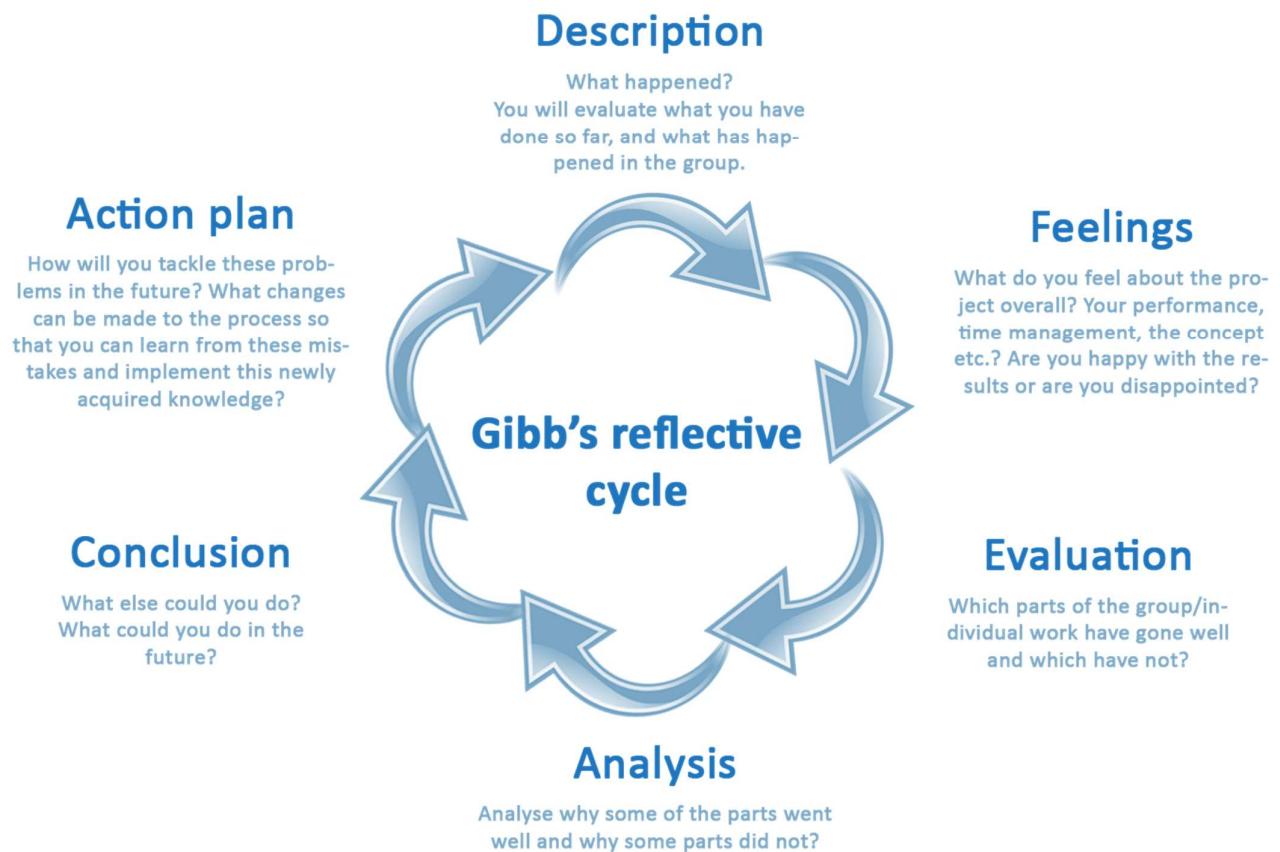 Description
What happened?
You will evaluate what you have
done so far, and what has hap-
pened in the group.
Feelings
What do you feel about the pro-
ject overall? Your performance,
time management, the concept
etc.? Are you happy with the re-
sults or are you disappointed?
Evaluation
Which parts of the group/in-
dividual work have gone well
and which have not?
Analysis
Analyse why some of the parts went
well and why some parts did not?
Conclusion
What else could you do?
What could you do in the
future?
Action plan
How will you tackle these prob-
lems in the future? What changes
can be made to the process so
that you can learn from these mis-
takes and implement this newly
acquired knowledge?
Gibb's reflective
cycle